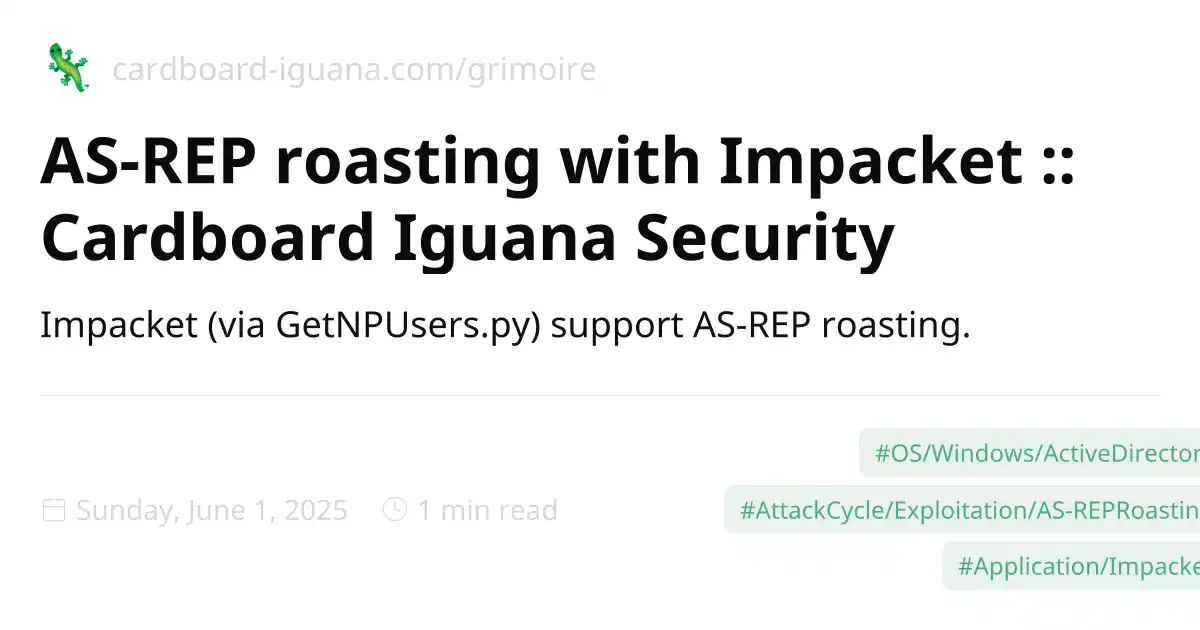 cardboard-iguana.com/grimoire
AS-REP roasting with Impacket ::
Cardboard Iguana Security
Impacket (via GetNPUsers.py) support AS-REP roasting.
#OS/Windows/ActiveDirector
Sunday, June 1, 2025 1 min read
#AttackCycle/Exploitation/AS-REPRoastin
#Application/Impacke